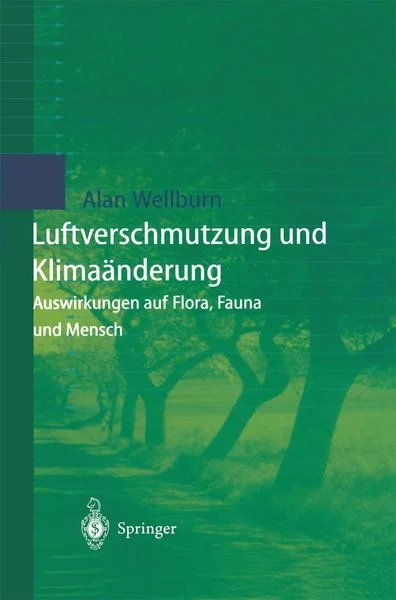 Alan Wellburn
Luftverschmutzung und
Klimaänderung
Auswirkungen auf Flora, Fauna
und Mensch
Springer